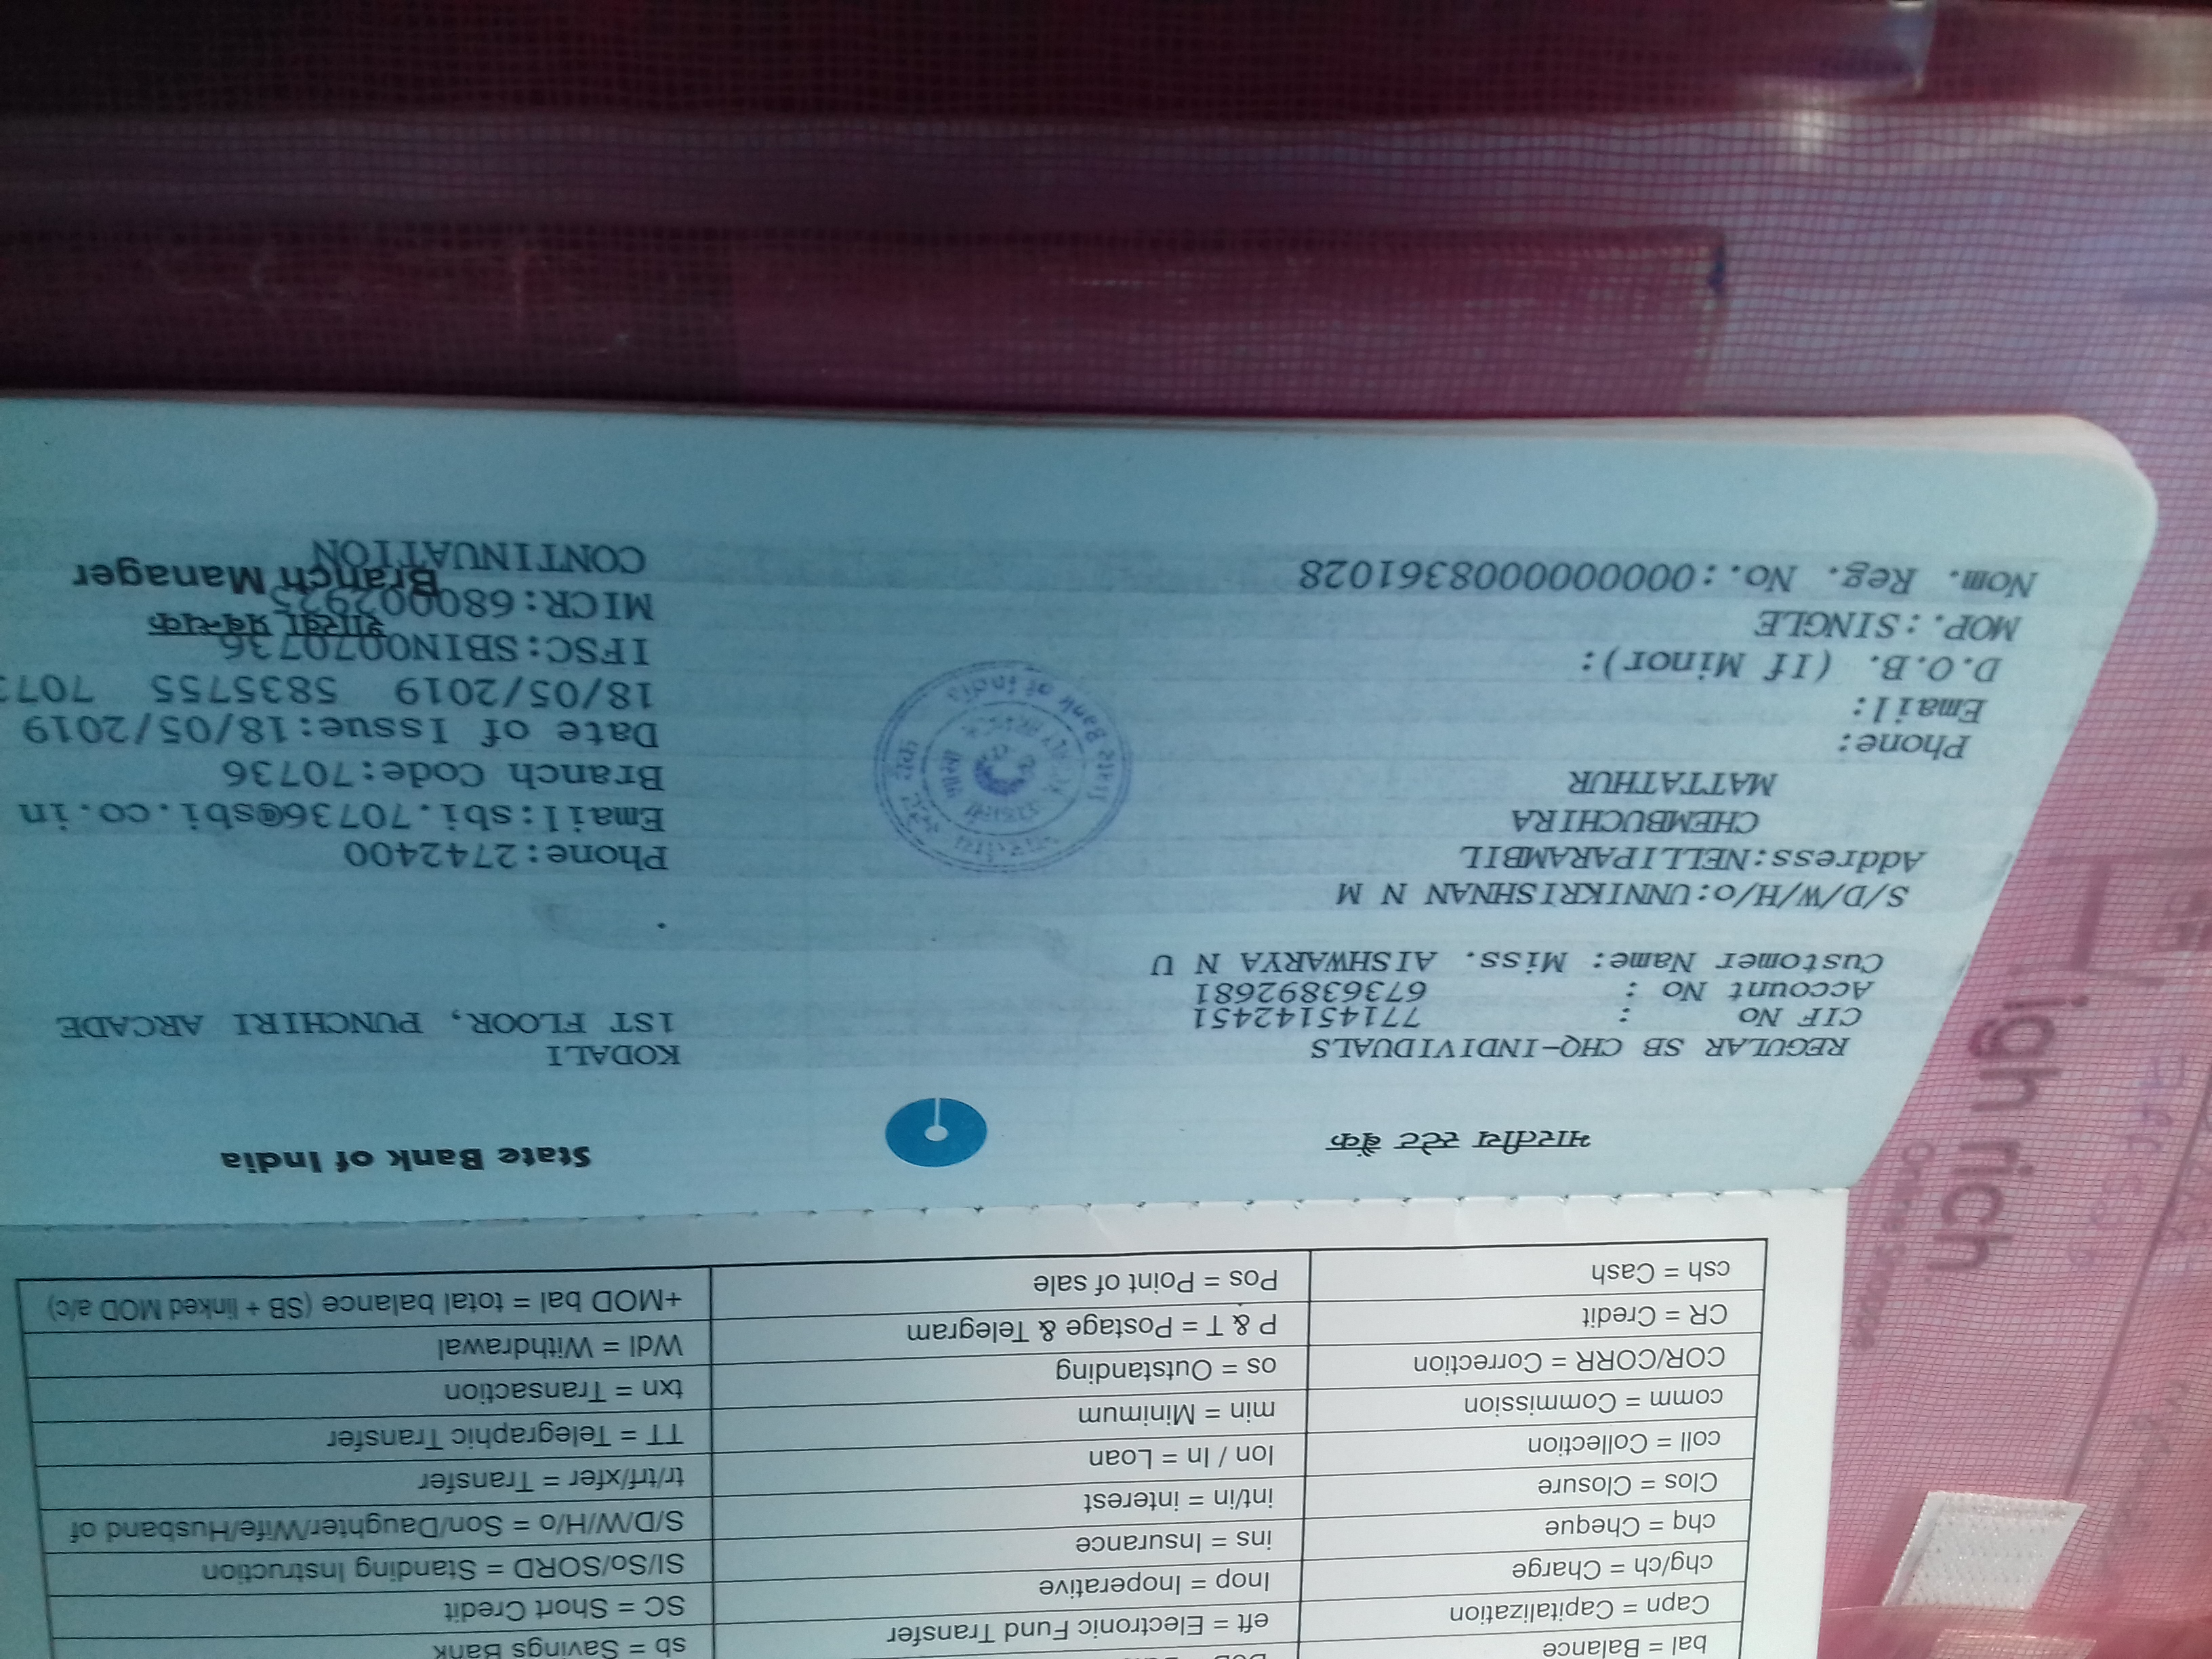 bal = Balance
Capn = Capitalization
chg/ch = Charge
chq = Cheque
Clos = Closure
coll = Collection
comm = Commission
COR/CORR = Correction
CR = Credit
csh = Cash
eft = Electronic Fund Transfer
Inop = Inoperative
ins = Insurance
int/in = interest
lon / ln = Loan
min = Minimum
os = Outstanding
P & T = Postage & Telegram
Pos = Point of sale
sb = Savings Bank
SC = Short Credit
SI/So/SORD = Standing Instruction
S/D/W/H/o = Son/Daughter/Wife/Husband of
tr/trf/xfer = Transfer
TT = Telegraphic Transfer
txn = Transaction
Wdl = Withdrawal
+MOD bal = total balance (SB + linked MOD a/c)
igh rich
Online Shoppe
भारतीय स्टेट बैंक
State Bank of India
REGULAR SB CHQ-INDIVIDUALS
CIF No : 77145142451
Account No : 67363892681
Customer Name: Miss. AISHWARYA N U
S/D/W/H/o:UNNIKRISHNAN N M
Address:NELLIPARAMBIL
CHEMBUCHIRA
MATTATHUR
Phone:
Email:
D.O.B. (If Minor):
MOP.:SINGLE
Nom. Reg. No.:0000000008361028
भारतीय स्टेट बैंक
State Bank of India
KODALI
1ST FLOOR, PUNCHIRI ARCADE
Phone:2742400
Email:sbi.70736@sbi.co.in
Branch Code:70736
Date of Issue:18/05/2019
18/05/2019 5835755
IFSC:SBIN0070736
शाखा प्रबन्धक
MICR:680002925
Branch Manager
CONTINUATION